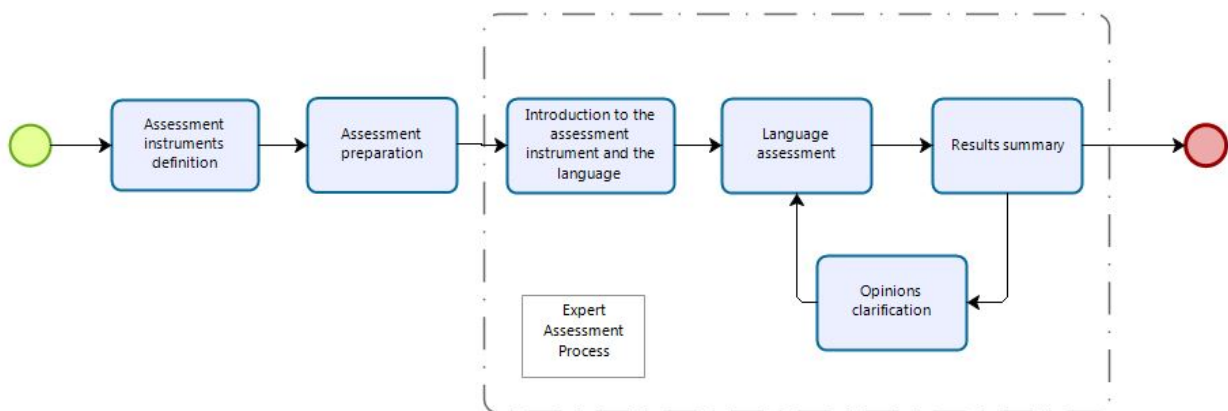 Assessment
instruments
definition
Assessment
preparation
Introduction to the
assessment
instrument and the
language
Language
assessment
Results summary
Opinions
clarification
Expert
Assessment
Process